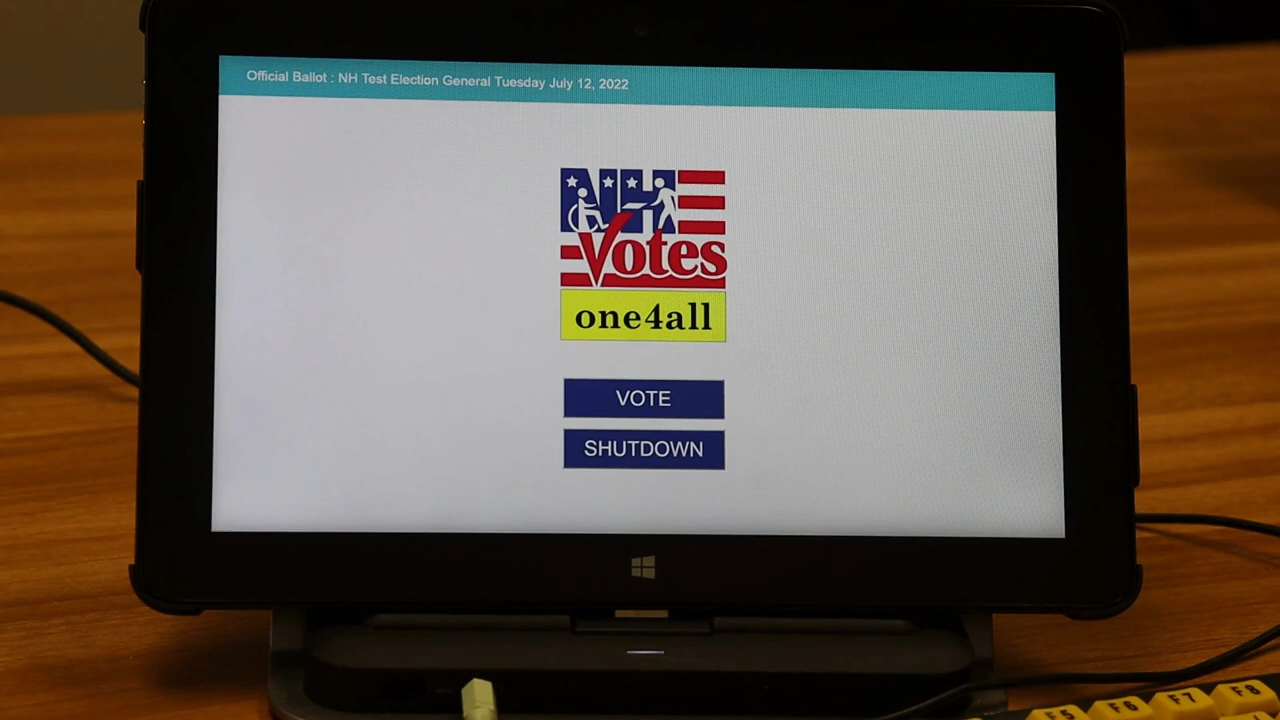 Official Ballot : NH Test Election General Tuesday July 12, 2022
NH
Votes
one4all
VOTE
SHUTDOWN
F5 F6 F7 F8